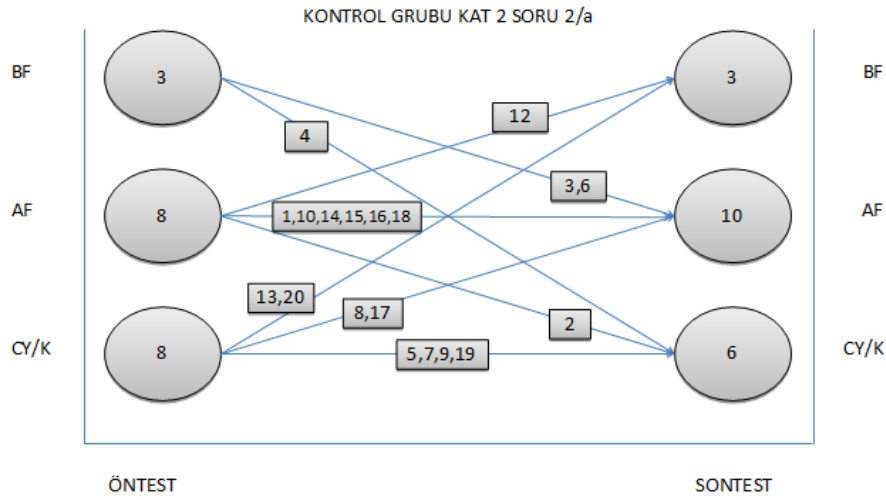 KONTROL GRUBU KAT 2 SORU 2/a
BF 3 3 BF
12
4
3,6
AF 8 1,10,14,15,16,18 10 AF
13,20
8,17
2
CY/K 8 5,7,9,19 6 CY/K
ÖNTEST SONTEST